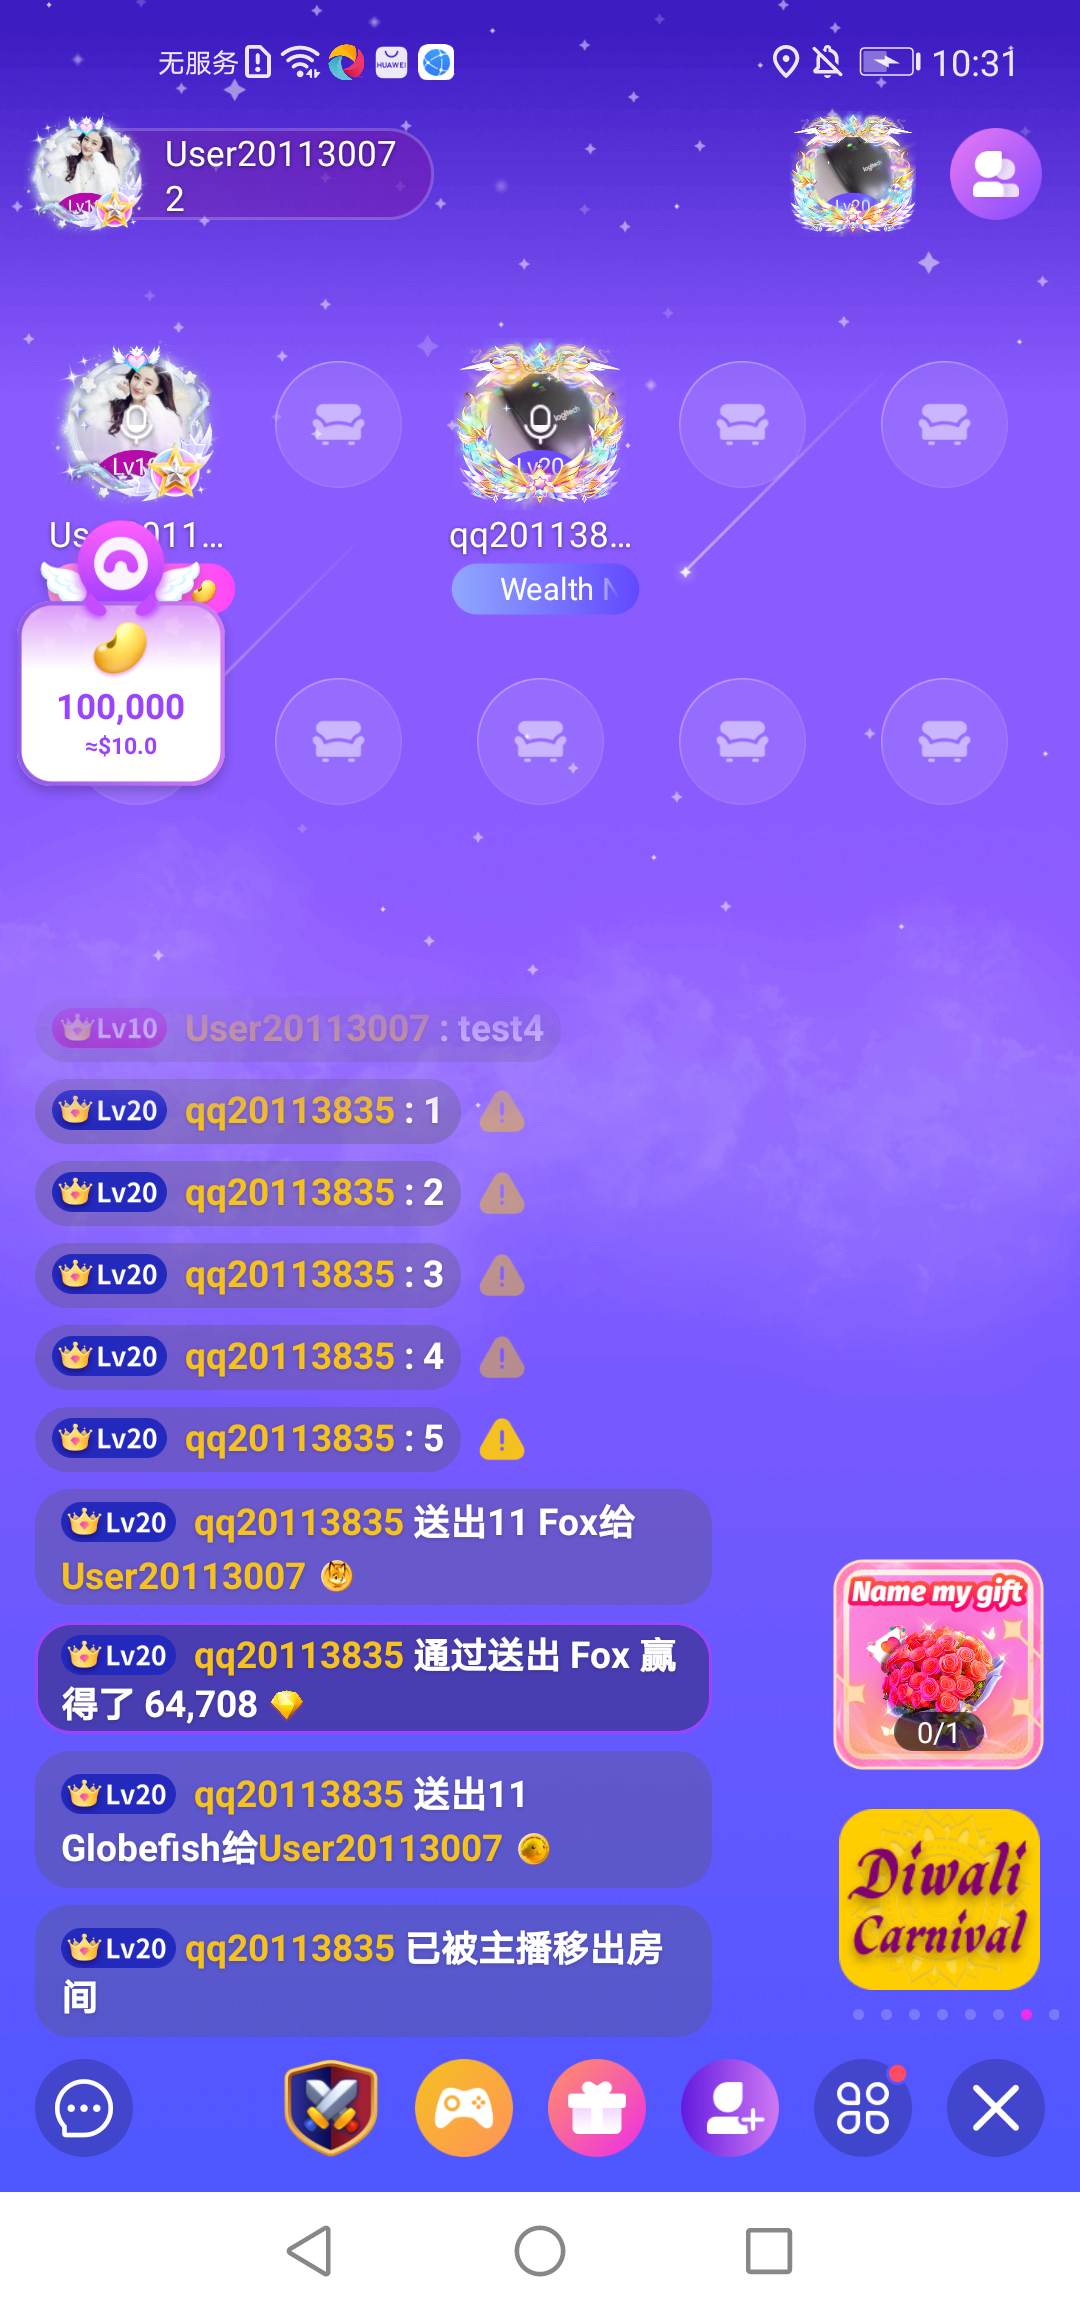 无服务
HUAWEI
10:31
User20113007
2
logitech
Lv20
logitech
Lv20
qq201138...
Wealth
100,000
≈$10.0
Lv10 User20113007 : test4
Lv20 qq20113835 : 1
Lv20 qq20113835 : 2
Lv20 qq20113835 : 3
Lv20 qq20113835 : 4
Lv20 qq20113835 : 5
Lv20 qq20113835 送出11 Fox给
User20113007
Lv20 qq20113835 通过送出 Fox 赢
得了 64,708
Lv20 qq20113835 送出11
Globefish给User20113007
Lv20 qq20113835 已被主播移出房
间
Name my gift
0/1
Diwali
Carnival